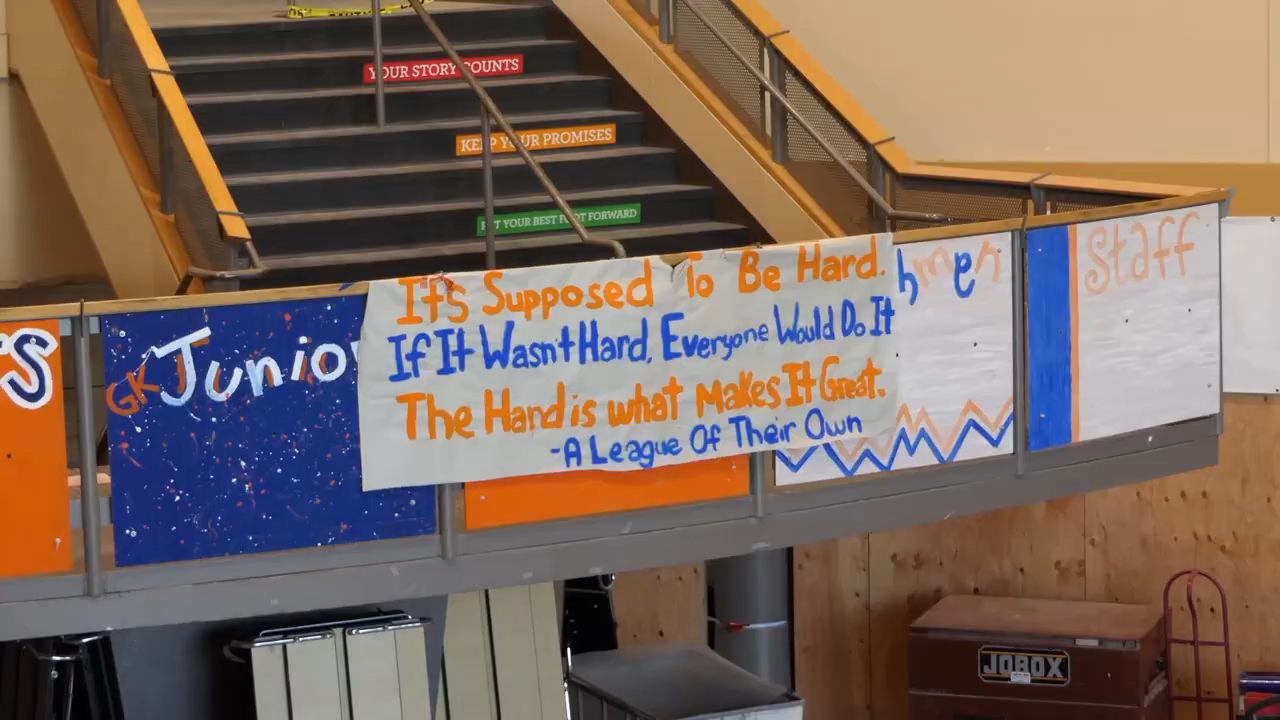 YOUR STORY COUNTS
KEEP YOUR PROMISES
PUT YOUR BEST FOOT FORWARD
It's Supposed To Be Hard.
If It Wasn't Hard, Everyone Would Do It
The Hard is what Makes It Great.
-A League Of Their Own
'S
GK Junior
hmen
Staff
JOBOX